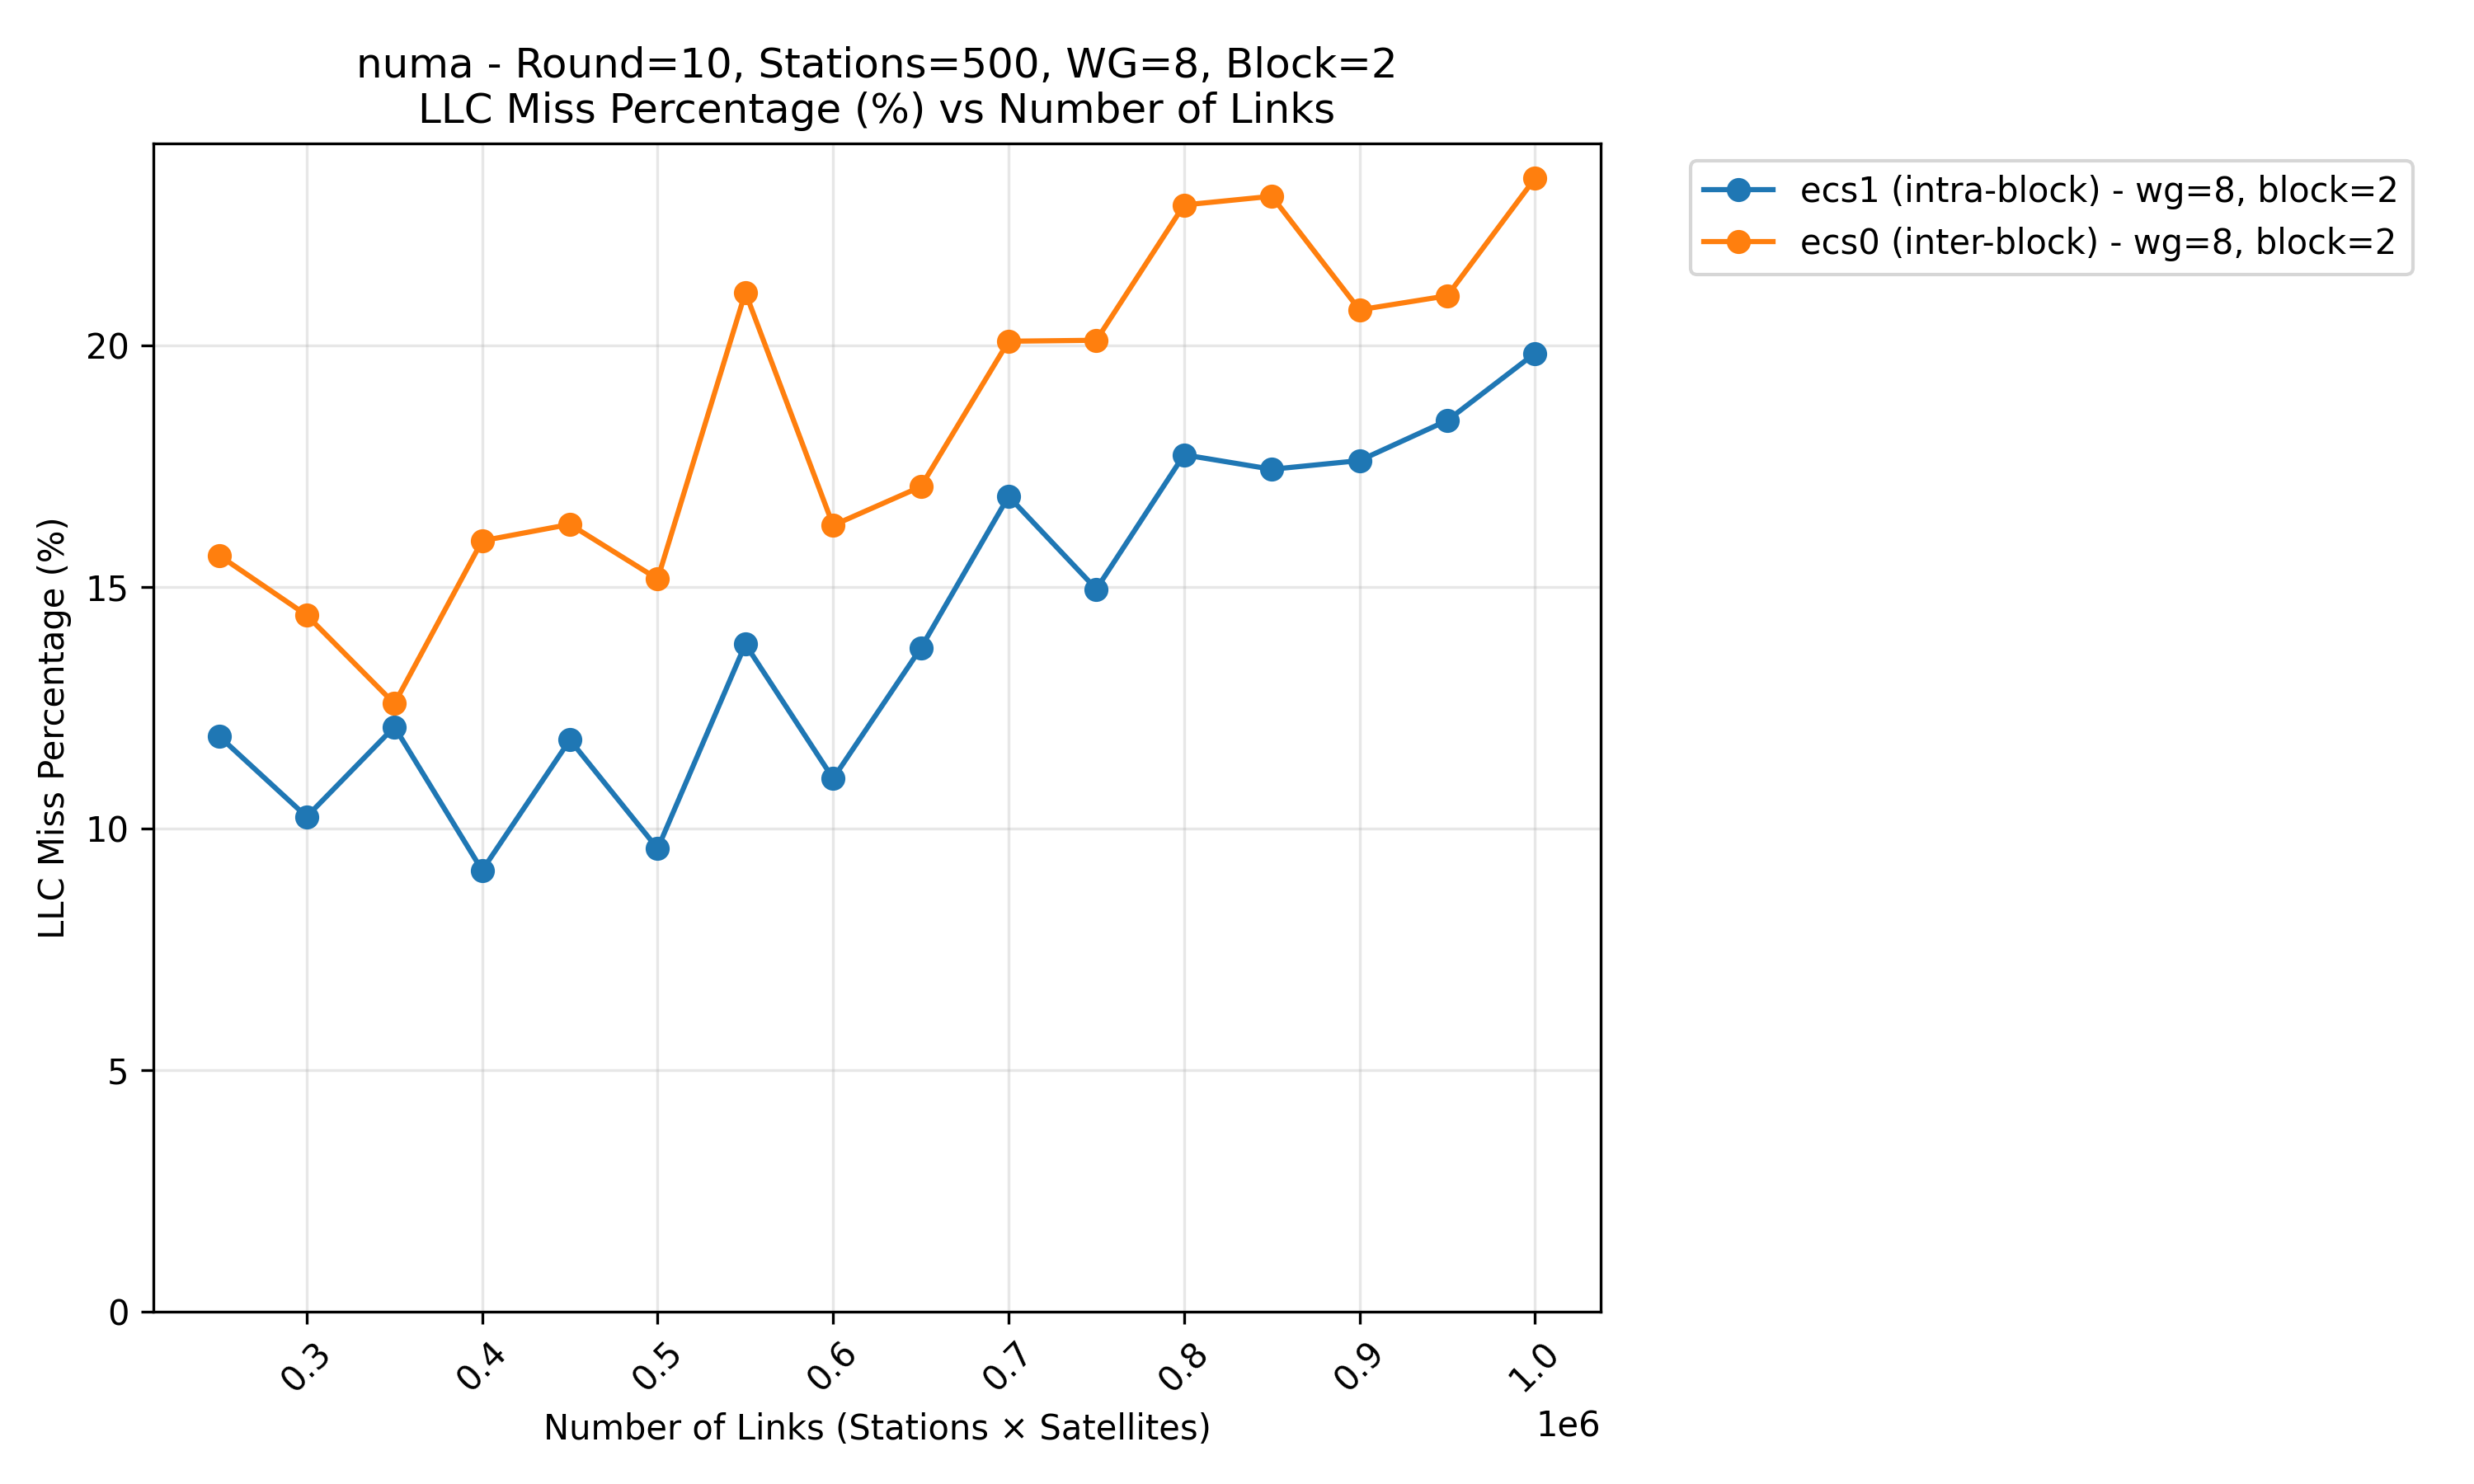 numa - Round=10, Stations=500, WG=8, Block=2
LLC Miss Percentage (%) vs Number of Links
ecs1 (intra-block) - wg=8, block=2
ecs0 (inter-block) - wg=8, block=2
LLC Miss Percentage (%)
20
15
10
5
0
0.3
0.4
0.5
0.6
0.7
0.8
0.9
1.0
1e6
Number of Links (Stations × Satellites)